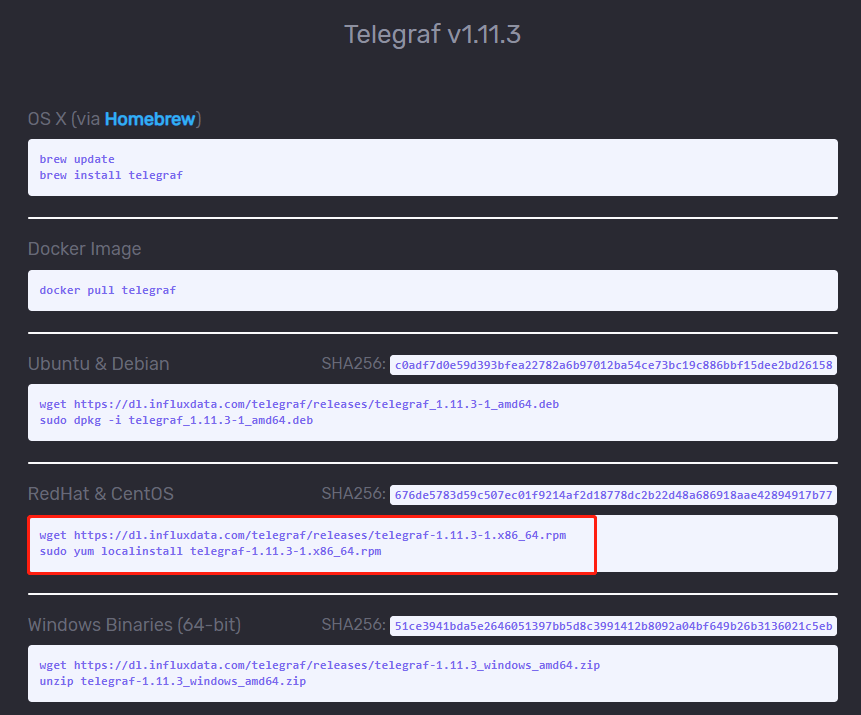 Telegraf v1.11.3
OS X (via Homebrew)
brew update
brew install telegraf
Docker Image
docker pull telegraf
Ubuntu & Debian SHA256: c0adf7d0e59d393bfea22782a6b97012ba54ce73bc19c886bbf15dee2bd26158
wget https://dl.influxdata.com/telegraf/releases/telegraf_1.11.3-1_amd64.deb
sudo dpkg -i telegraf_1.11.3-1_amd64.deb
RedHat & CentOS SHA256: 676de5783d59c507ec01f9214af2d18778dc2b22d48a686918aae42894917b77
wget https://dl.influxdata.com/telegraf/releases/telegraf-1.11.3-1.x86_64.rpm
sudo yum localinstall telegraf-1.11.3-1.x86_64.rpm
Windows Binaries (64-bit) SHA256: 51ce3941bda5e2646051397bb5d8c3991412b8092a04bf649b26b3136021c5eb
wget https://dl.influxdata.com/telegraf/releases/telegraf-1.11.3_windows_amd64.zip
unzip telegraf-1.11.3_windows_amd64.zip